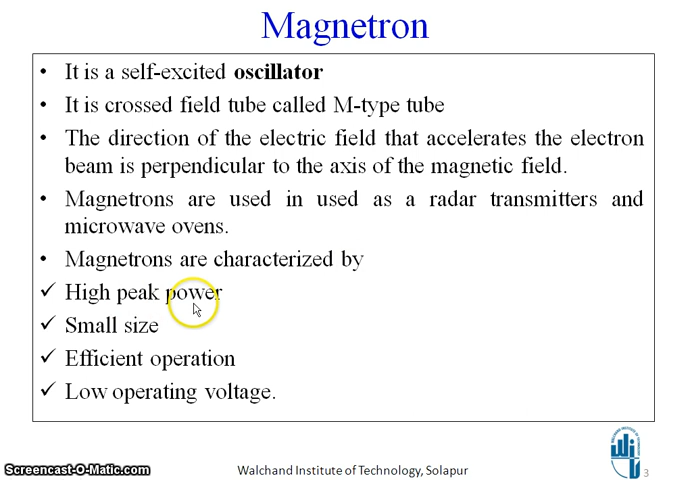 Magnetron
• It is a self-excited oscillator
• It is crossed field tube called M-type tube
• The direction of the electric field that accelerates the electron
beam is perpendicular to the axis of the magnetic field.
• Magnetrons are used in used as a radar transmitters and
microwave ovens.
• Magnetrons are characterized by
✓ High peak power
✓ Small size
✓ Efficient operation
✓ Low operating voltage.
Screencast-O-Matic.com
Walchand Institute of Technology, Solapur
3